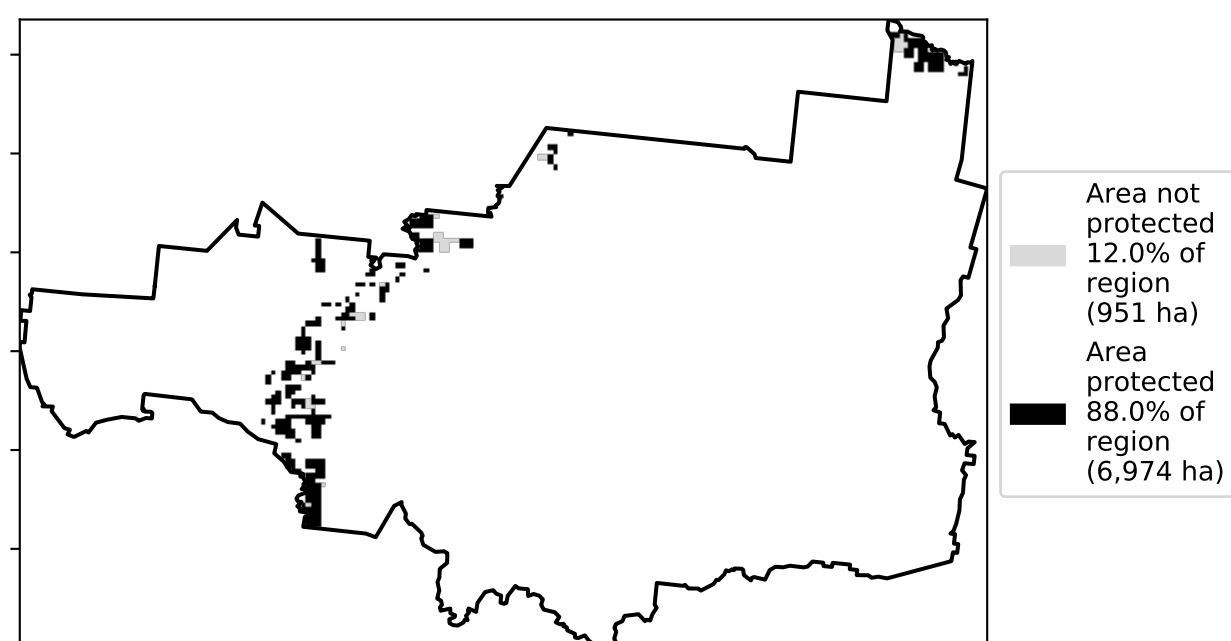 Area not
protected
12.0% of
region
(951 ha)
Area
protected
88.0% of
region
(6,974 ha)